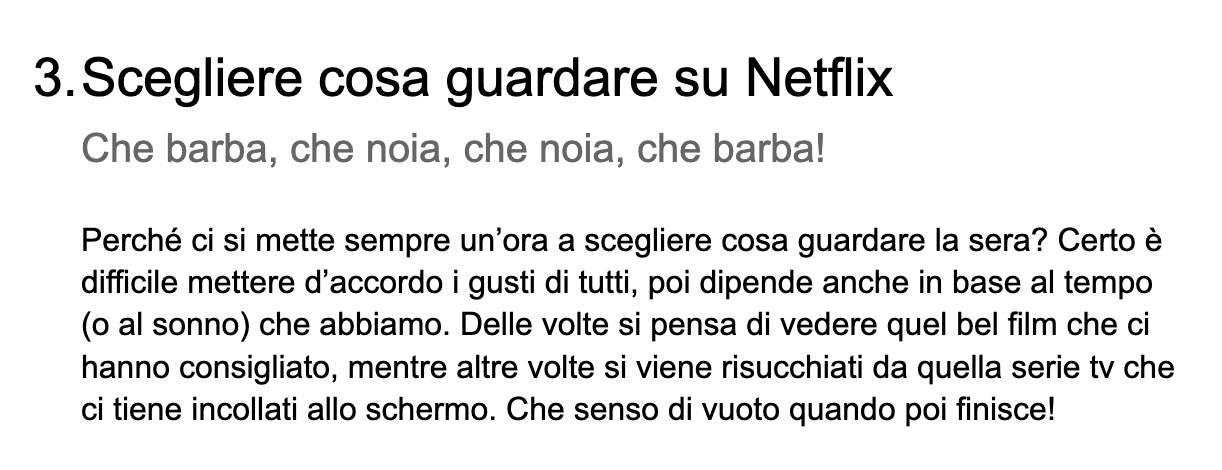 3. Scegliere cosa guardare su Netflix
Che barba, che noia, che noia, che barba!
Perché ci si mette sempre un’ora a scegliere cosa guardare la sera? Certo è
difficile mettere d’accordo i gusti di tutti, poi dipende anche in base al tempo
(o al sonno) che abbiamo. Delle volte si pensa di vedere quel bel film che ci
hanno consigliato, mentre altre volte si viene risucchiati da quella serie tv che
ci tiene incollati allo schermo. Che senso di vuoto quando poi finisce!